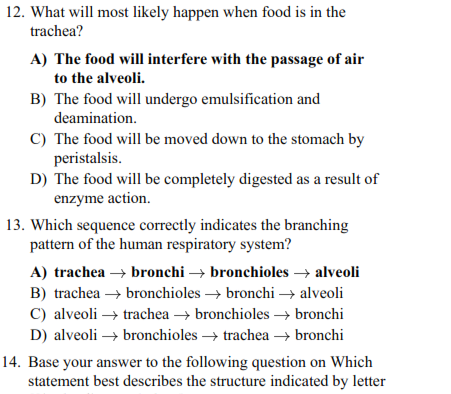 12. What will most likely happen when food is in the
trachea?
A) The food will interfere with the passage of air
to the alveoli.
B) The food will undergo emulsification and
deamination.
C) The food will be moved down to the stomach by
peristalsis.
D) The food will be completely digested as a result of
enzyme action.
13. Which sequence correctly indicates the branching
pattern of the human respiratory system?
A) trachea → bronchi → bronchioles → alveoli
B) trachea → bronchioles → bronchi → alveoli
C) alveoli → trachea → bronchioles → bronchi
D) alveoli → bronchioles → trachea → bronchi
14. Base your answer to the following question on Which
statement best describes the structure indicated by letter